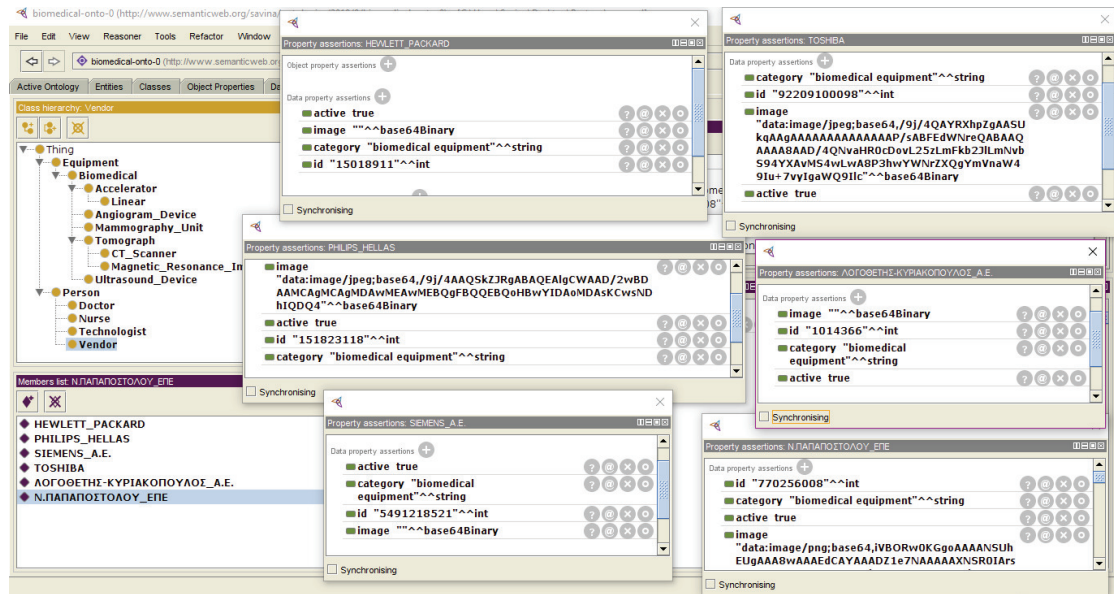 biomedical-onto-0 (http://www.semanticweb.org/savina/
File Edit View Reasoner Tools Refactor Window
biomedical-onto-0 (http://www.semanticweb.or
Active Ontology Entities Classes Object Properties Da
Class hierarchy: Vendor
Thing
Equipment
Biomedical
Accelerator
Linear
Angiogram_Device
Mammography_Unit
Tomograph
CT_Scanner
Magnetic_Resonance_Im
Ultrasound_Device
Person
Doctor
Nurse
Technologist
Vendor
Members list: Ν.ΠΑΠΑΠΟΣΤΟΛΟΥ_ΕΠΕ
HEWLETT_PACKARD
PHILIPS_HELLAS
SIEMENS_A.E.
TOSHIBA
ΛΟΓΟΘΕΤΗΣ-ΚΥΡΙΑΚΟΠΟΥΛΟΣ_Α.Ε.
Ν.ΠΑΠΑΠΟΣΤΟΛΟΥ_ΕΠΕ
Property assertions: HEWLETT_PACKARD
Object property assertions
Data property assertions
active true
image ""^^base64Binary
category "biomedical equipment"^^string
id "15018911"^^int
Synchronising
Property assertions: TOSHIBA
Data property assertions
category "biomedical equipment"^^string
id "92209100098"^^int
image
"data:image/jpeg;base64,/9j/4QAYRXhpZgAASU
kqAAgAAAAAAAAAAAAAAP/sABFEdWNreQABAAQ
AAAA8AAD/4QNvaHR0cDovL25zLmFkb2JlLmNvb
S94YXAvMS4wLwA8P3hwYWNrZXQgYmVnaW4
9Iu+7vyIgaWQ9IIc"^^base64Binary
active true
Synchronising
Property assertions: PHILIPS_HELLAS
image
"data:image/jpeg;base64,/9j/4AAQSkZJRgABAQEAlgCWAAD/2wBD
AAMCAgMCAgMDAwMEAwMEBQgFBQQEBQoHBwYIDAoMDAsKCwsND
hIQDQ4"^^base64Binary
active true
id "151823118"^^int
category "biomedical equipment"^^string
Synchronising
Property assertions: ΛΟΓΟΘΕΤΗΣ-ΚΥΡΙΑΚΟΠΟΥΛΟΣ_Α.Ε.
Data property assertions
image ""^^base64Binary
id "1014366"^^int
category "biomedical
equipment"^^string
active true
Synchronising
Property assertions: SIEMENS_A.E.
Data property assertions
active true
category "biomedical
equipment"^^string
id "5491218521"^^int
image ""^^base64Binary
Synchronising
Property assertions: Ν.ΠΑΠΑΠΟΣΤΟΛΟΥ_ΕΠΕ
Data property assertions
id "770256008"^^int
category "biomedical equipment"^^string
active true
image
"data:image/png;base64,iVBORw0KGgoAAAANSUh
EUgAAA8wAAAEdCAYAAADZ1e7NAAAAAXNSR0IArs
Synchronising